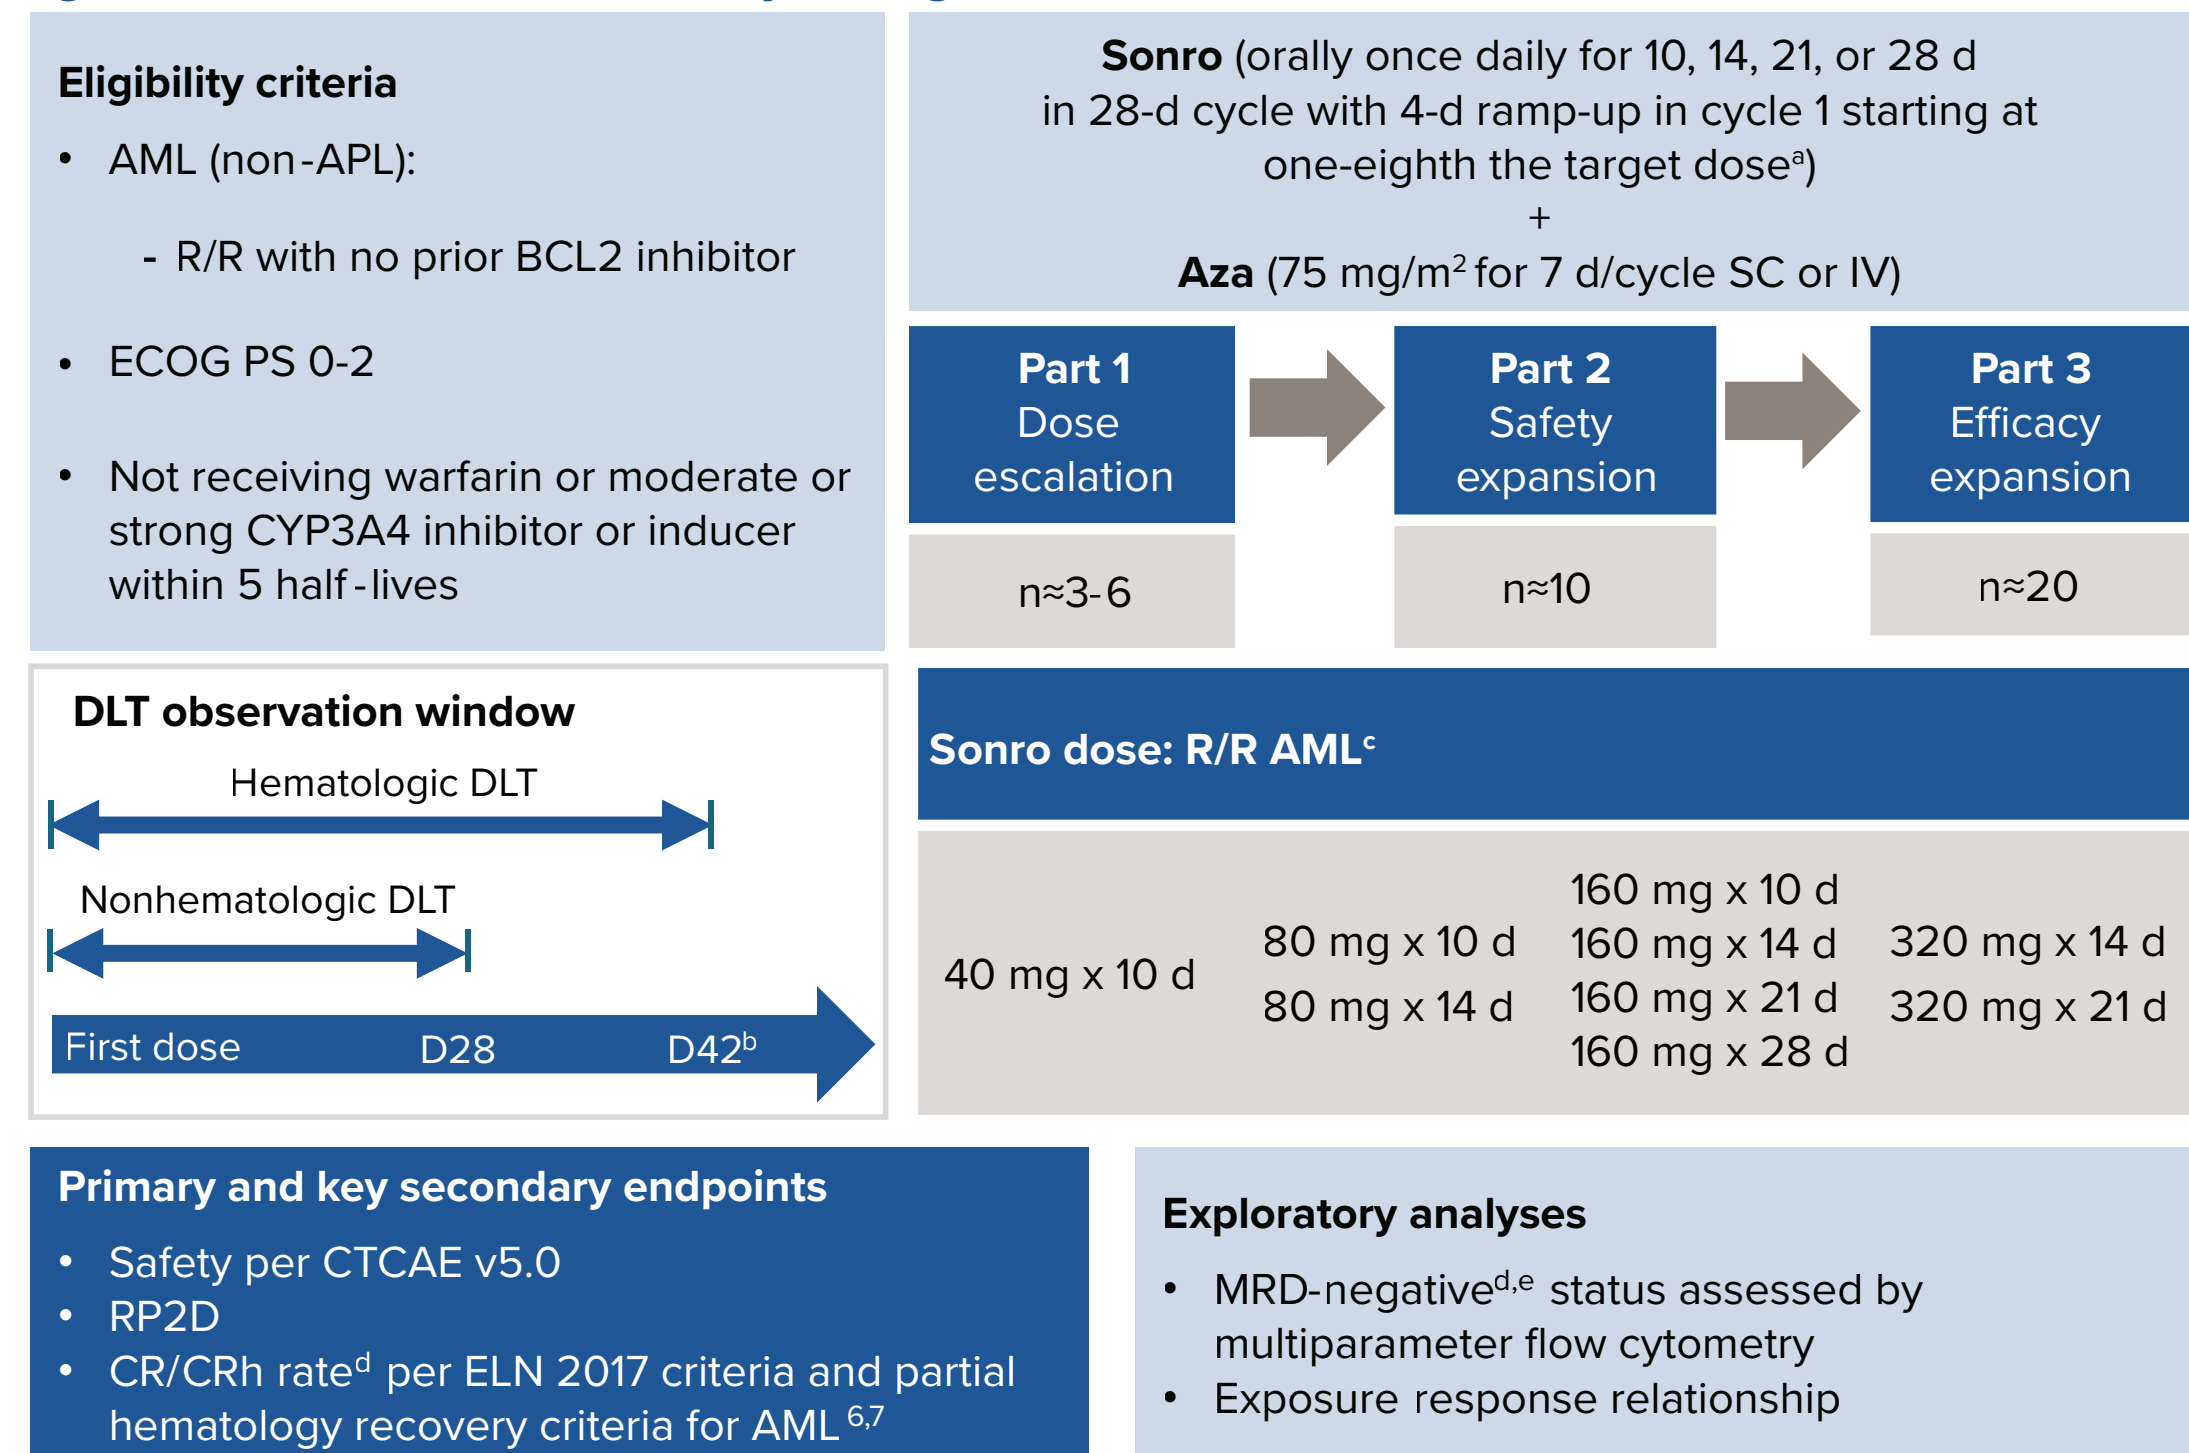 Eligibility criteria
• AML (non-APL):
- R/R with no prior BCL2 inhibitor
• ECOG PS 0-2
• Not receiving warfarin or moderate or
strong CYP3A4 inhibitor or inducer
within 5 half-lives
Sonro (orally once daily for 10, 14, 21, or 28 d
in 28-d cycle with 4-d ramp-up in cycle 1 starting at
one-eighth the target doseᵃ)
+
Aza (75 mg/m² for 7 d/cycle SC or IV)
Part 1
Dose
escalation
n≈3-6
Part 2
Safety
expansion
n≈10
Part 3
Efficacy
expansion
n≈20
DLT observation window
Hematologic DLT
Nonhematologic DLT
First dose D28 D42ᵇ
Sonro dose: R/R AMLᶜ
40 mg x 10 d
80 mg x 10 d
80 mg x 14 d
160 mg x 10 d
160 mg x 14 d
160 mg x 21 d
160 mg x 28 d
320 mg x 14 d
320 mg x 21 d
Primary and key secondary endpoints
• Safety per CTCAE v5.0
• RP2D
• CR/CRh rateᵈ per ELN 2017 criteria and partial
hematology recovery criteria for AML⁶,⁷
Exploratory analyses
• MRD-negativeᵈ,ᵉ status assessed by
multiparameter flow cytometry
• Exposure response relationship